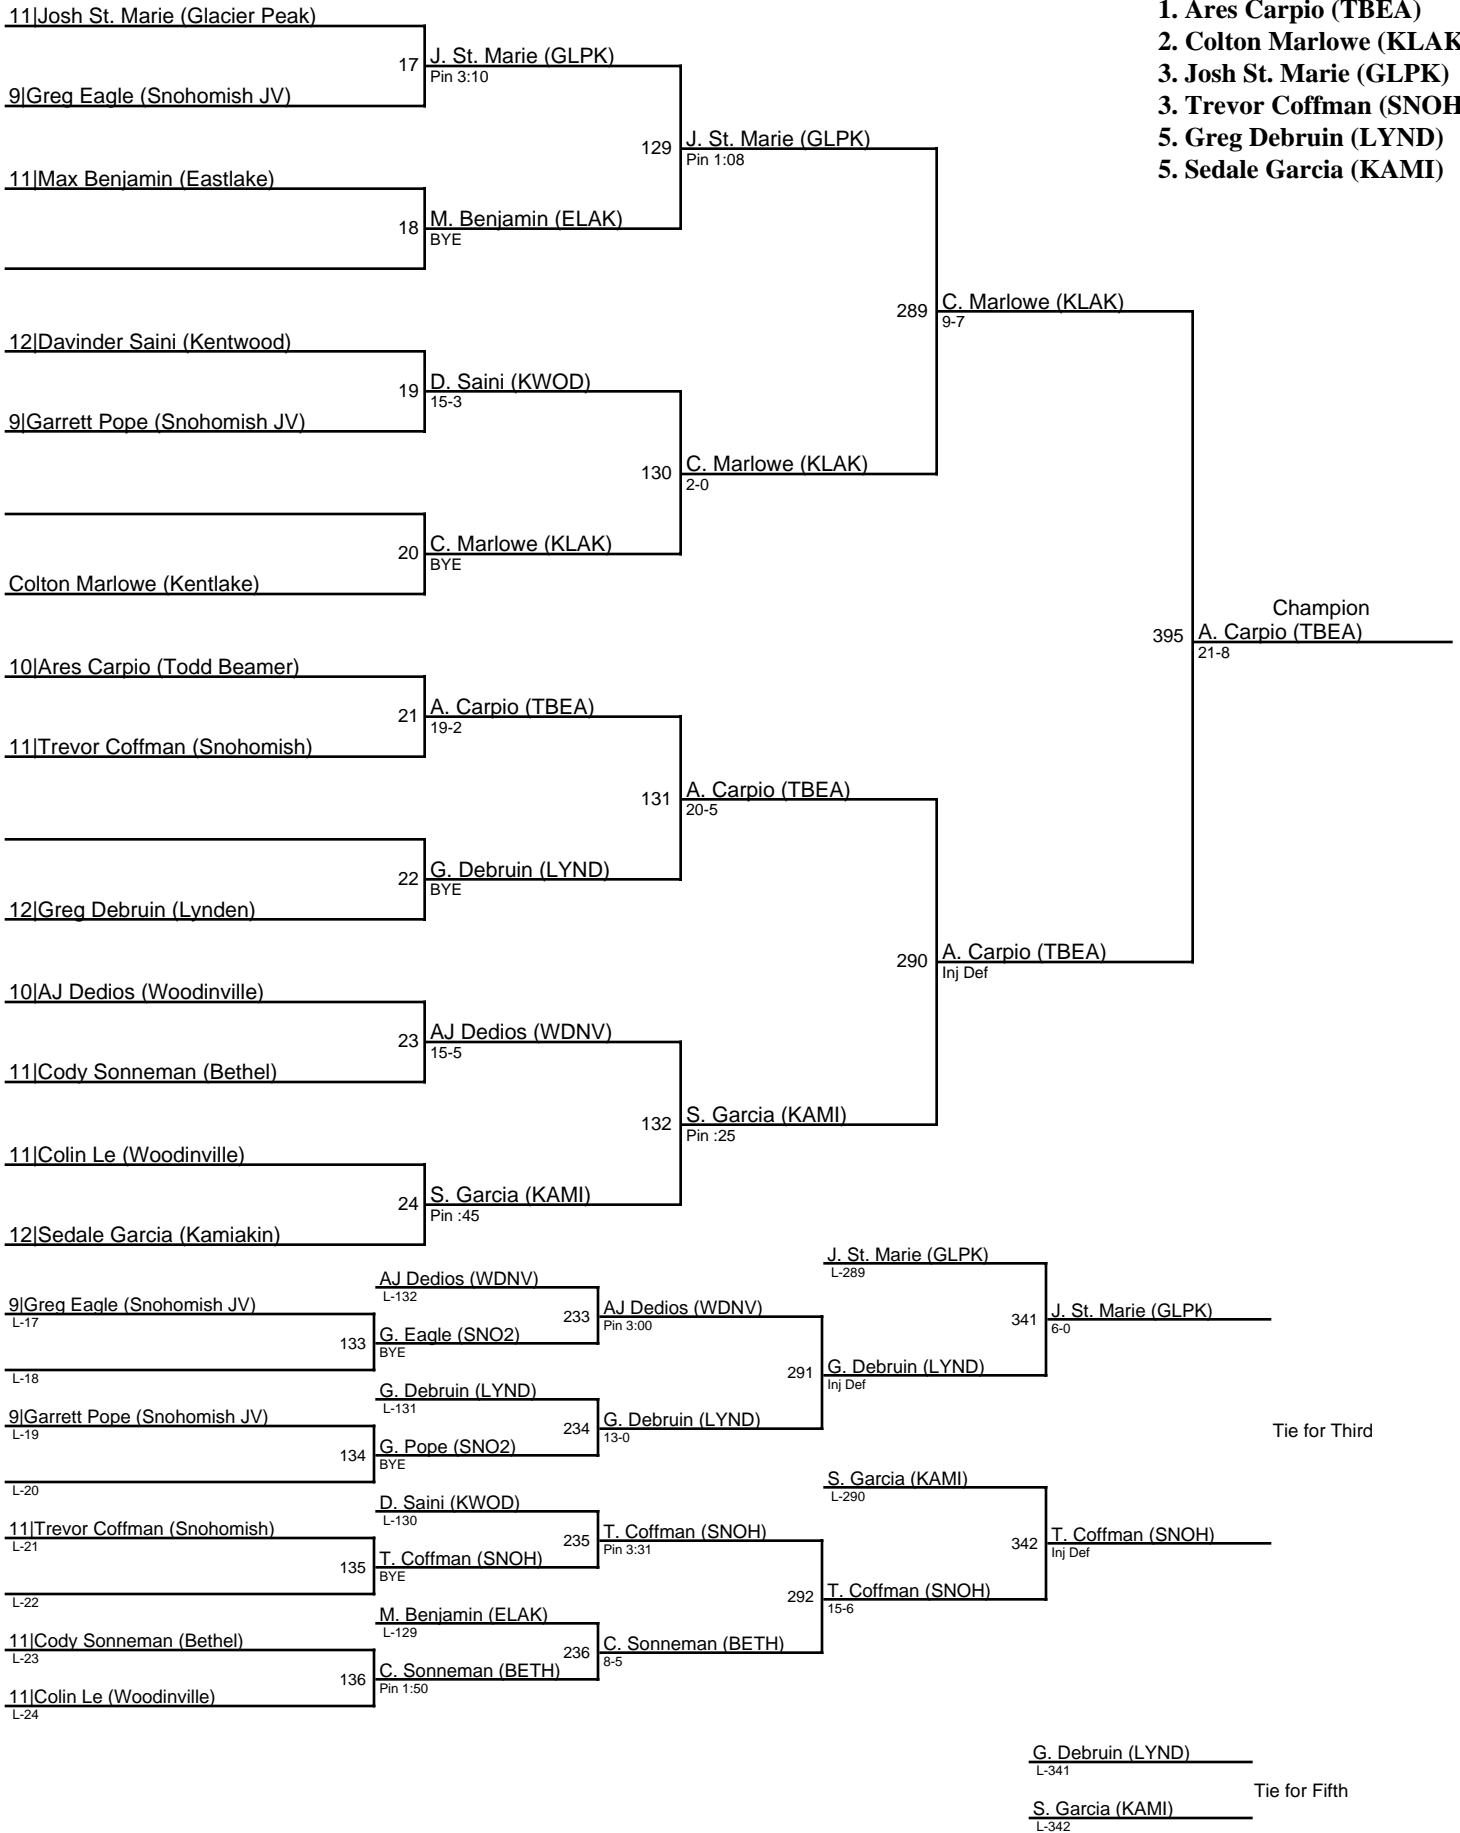 1. Ares Carpio (TBEA)
2. Colton Marlowe (KLAK
3. Josh St. Marie (GLPK)
3. Trevor Coffman (SNOH
5. Greg Debruin (LYND)
5. Sedale Garcia (KAMI)
11|Josh St. Marie (Glacier Peak)
17
J. St. Marie (GLPK)
Pin 3:10
9|Greg Eagle (Snohomish JV)
129
J. St. Marie (GLPK)
Pin 1:08
11|Max Benjamin (Eastlake)
18
M. Benjamin (ELAK)
BYE
289
C. Marlowe (KLAK)
9-7
12|Davinder Saini (Kentwood)
19
D. Saini (KWOD)
15-3
9|Garrett Pope (Snohomish JV)
130
C. Marlowe (KLAK)
2-0
20
C. Marlowe (KLAK)
BYE
Colton Marlowe (Kentlake)
Champion
395
A. Carpio (TBEA)
21-8
10|Ares Carpio (Todd Beamer)
21
A. Carpio (TBEA)
19-2
11|Trevor Coffman (Snohomish)
131
A. Carpio (TBEA)
20-5
22
G. Debruin (LYND)
BYE
12|Greg Debruin (Lynden)
290
A. Carpio (TBEA)
Inj Def
10|AJ Dedios (Woodinville)
23
AJ Dedios (WDNV)
15-5
11|Cody Sonneman (Bethel)
132
S. Garcia (KAMI)
Pin :25
11|Colin Le (Woodinville)
24
S. Garcia (KAMI)
Pin :45
12|Sedale Garcia (Kamiakin)
J. St. Marie (GLPK)
L-289
AJ Dedios (WDNV)
L-132
9|Greg Eagle (Snohomish JV)
L-17
233
AJ Dedios (WDNV)
Pin 3:00
341
J. St. Marie (GLPK)
6-0
133
G. Eagle (SNO2)
BYE
L-18
291
G. Debruin (LYND)
Inj Def
G. Debruin (LYND)
L-131
9|Garrett Pope (Snohomish JV)
L-19
234
G. Debruin (LYND)
13-0
Tie for Third
134
G. Pope (SNO2)
BYE
L-20
S. Garcia (KAMI)
L-290
D. Saini (KWOD)
L-130
11|Trevor Coffman (Snohomish)
L-21
235
T. Coffman (SNOH)
Pin 3:31
342
T. Coffman (SNOH)
Inj Def
135
T. Coffman (SNOH)
BYE
L-22
292
T. Coffman (SNOH)
15-6
M. Benjamin (ELAK)
L-129
11|Cody Sonneman (Bethel)
L-23
236
C. Sonneman (BETH)
8-5
136
C. Sonneman (BETH)
Pin 1:50
11|Colin Le (Woodinville)
L-24
G. Debruin (LYND)
L-341
Tie for Fifth
S. Garcia (KAMI)
L-342